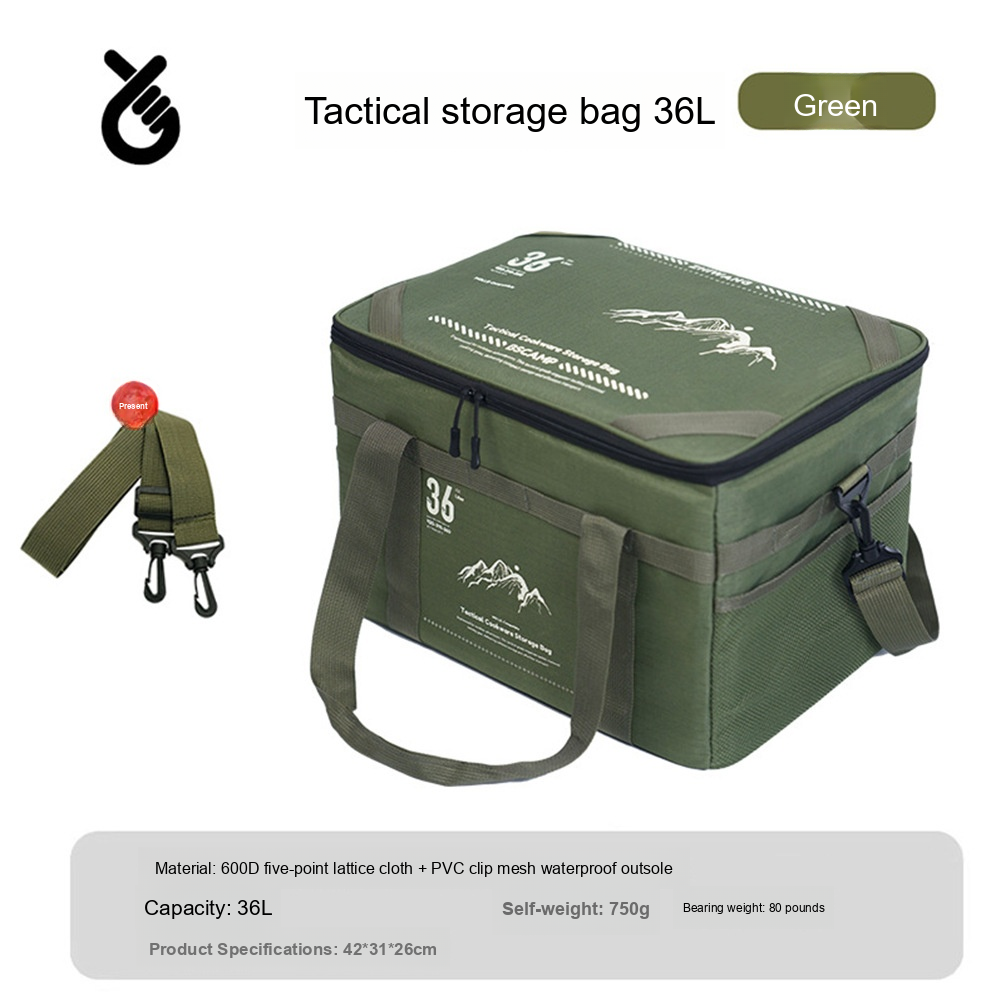 Tactical storage bag 36L
Green
36
ZHIWANG
Tactical Cookware Storage Bag
BSCAMP
Present
36
Tactical Cookware Storage Bag
Material: 600D five-point lattice cloth + PVC clip mesh waterproof outsole
Capacity: 36L
Self-weight: 750g
Bearing weight: 80 pounds
Product Specifications: 42*31*26cm